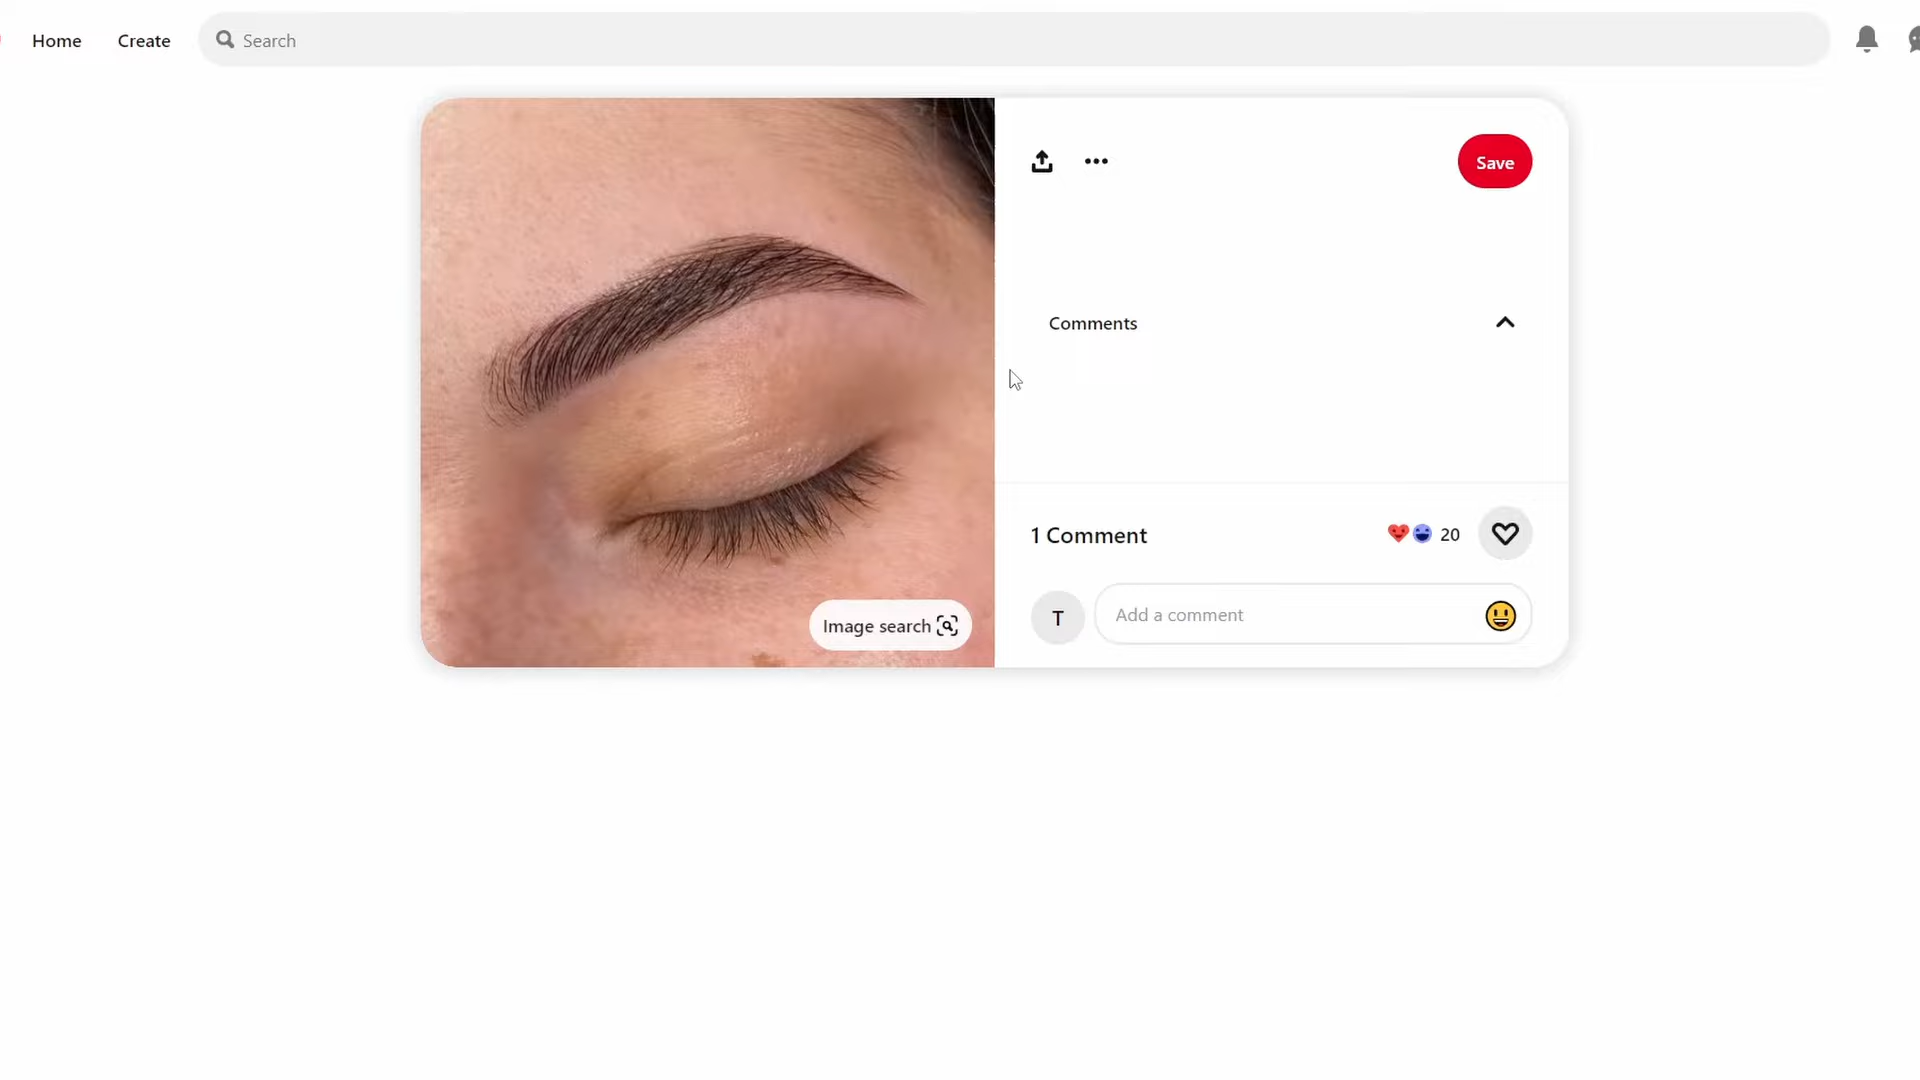 Home
Create
Search
Save
Comments
1 Comment
20
T
Add a comment
Image search